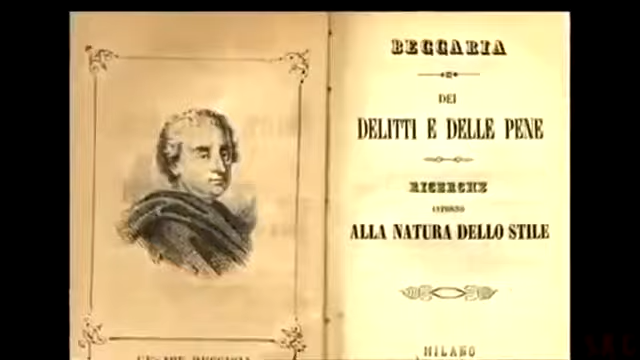 BECCARIA
DEI
DELITTI E DELLE PENE
RICERCHE
INTORNO
ALLA NATURA DELLO STILE
MILANO